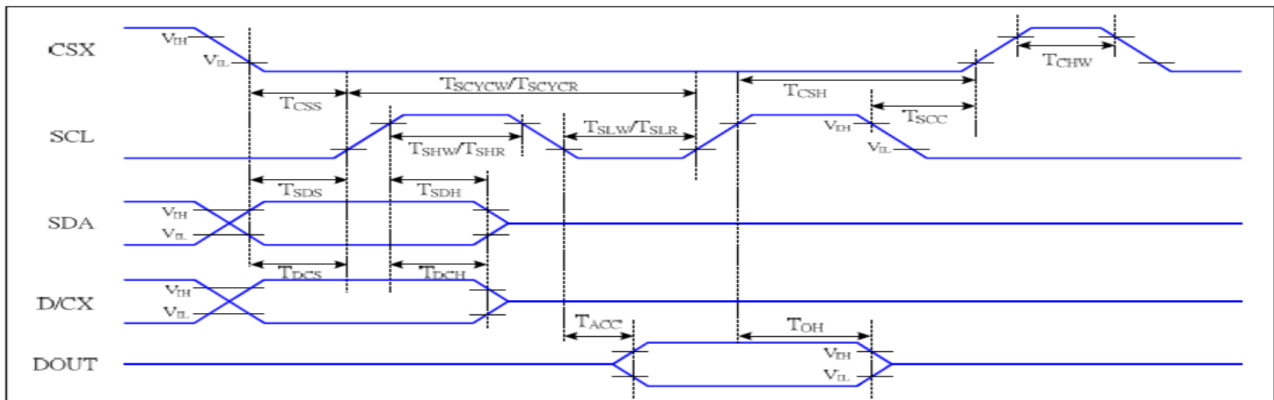 CSX
VIH
VIL
TCHW
TCSS
TSCYCW/TSCYCR
TCSH
TSCC
SCL
TSHW/TSHR
TSLW/TSLR
VIH
VIL
TSDS
TSDH
SDA
VIH
VIL
TDCS
TDCH
D/CX
VIH
VIL
TACC
TOH
DOUT
VIH
VIL